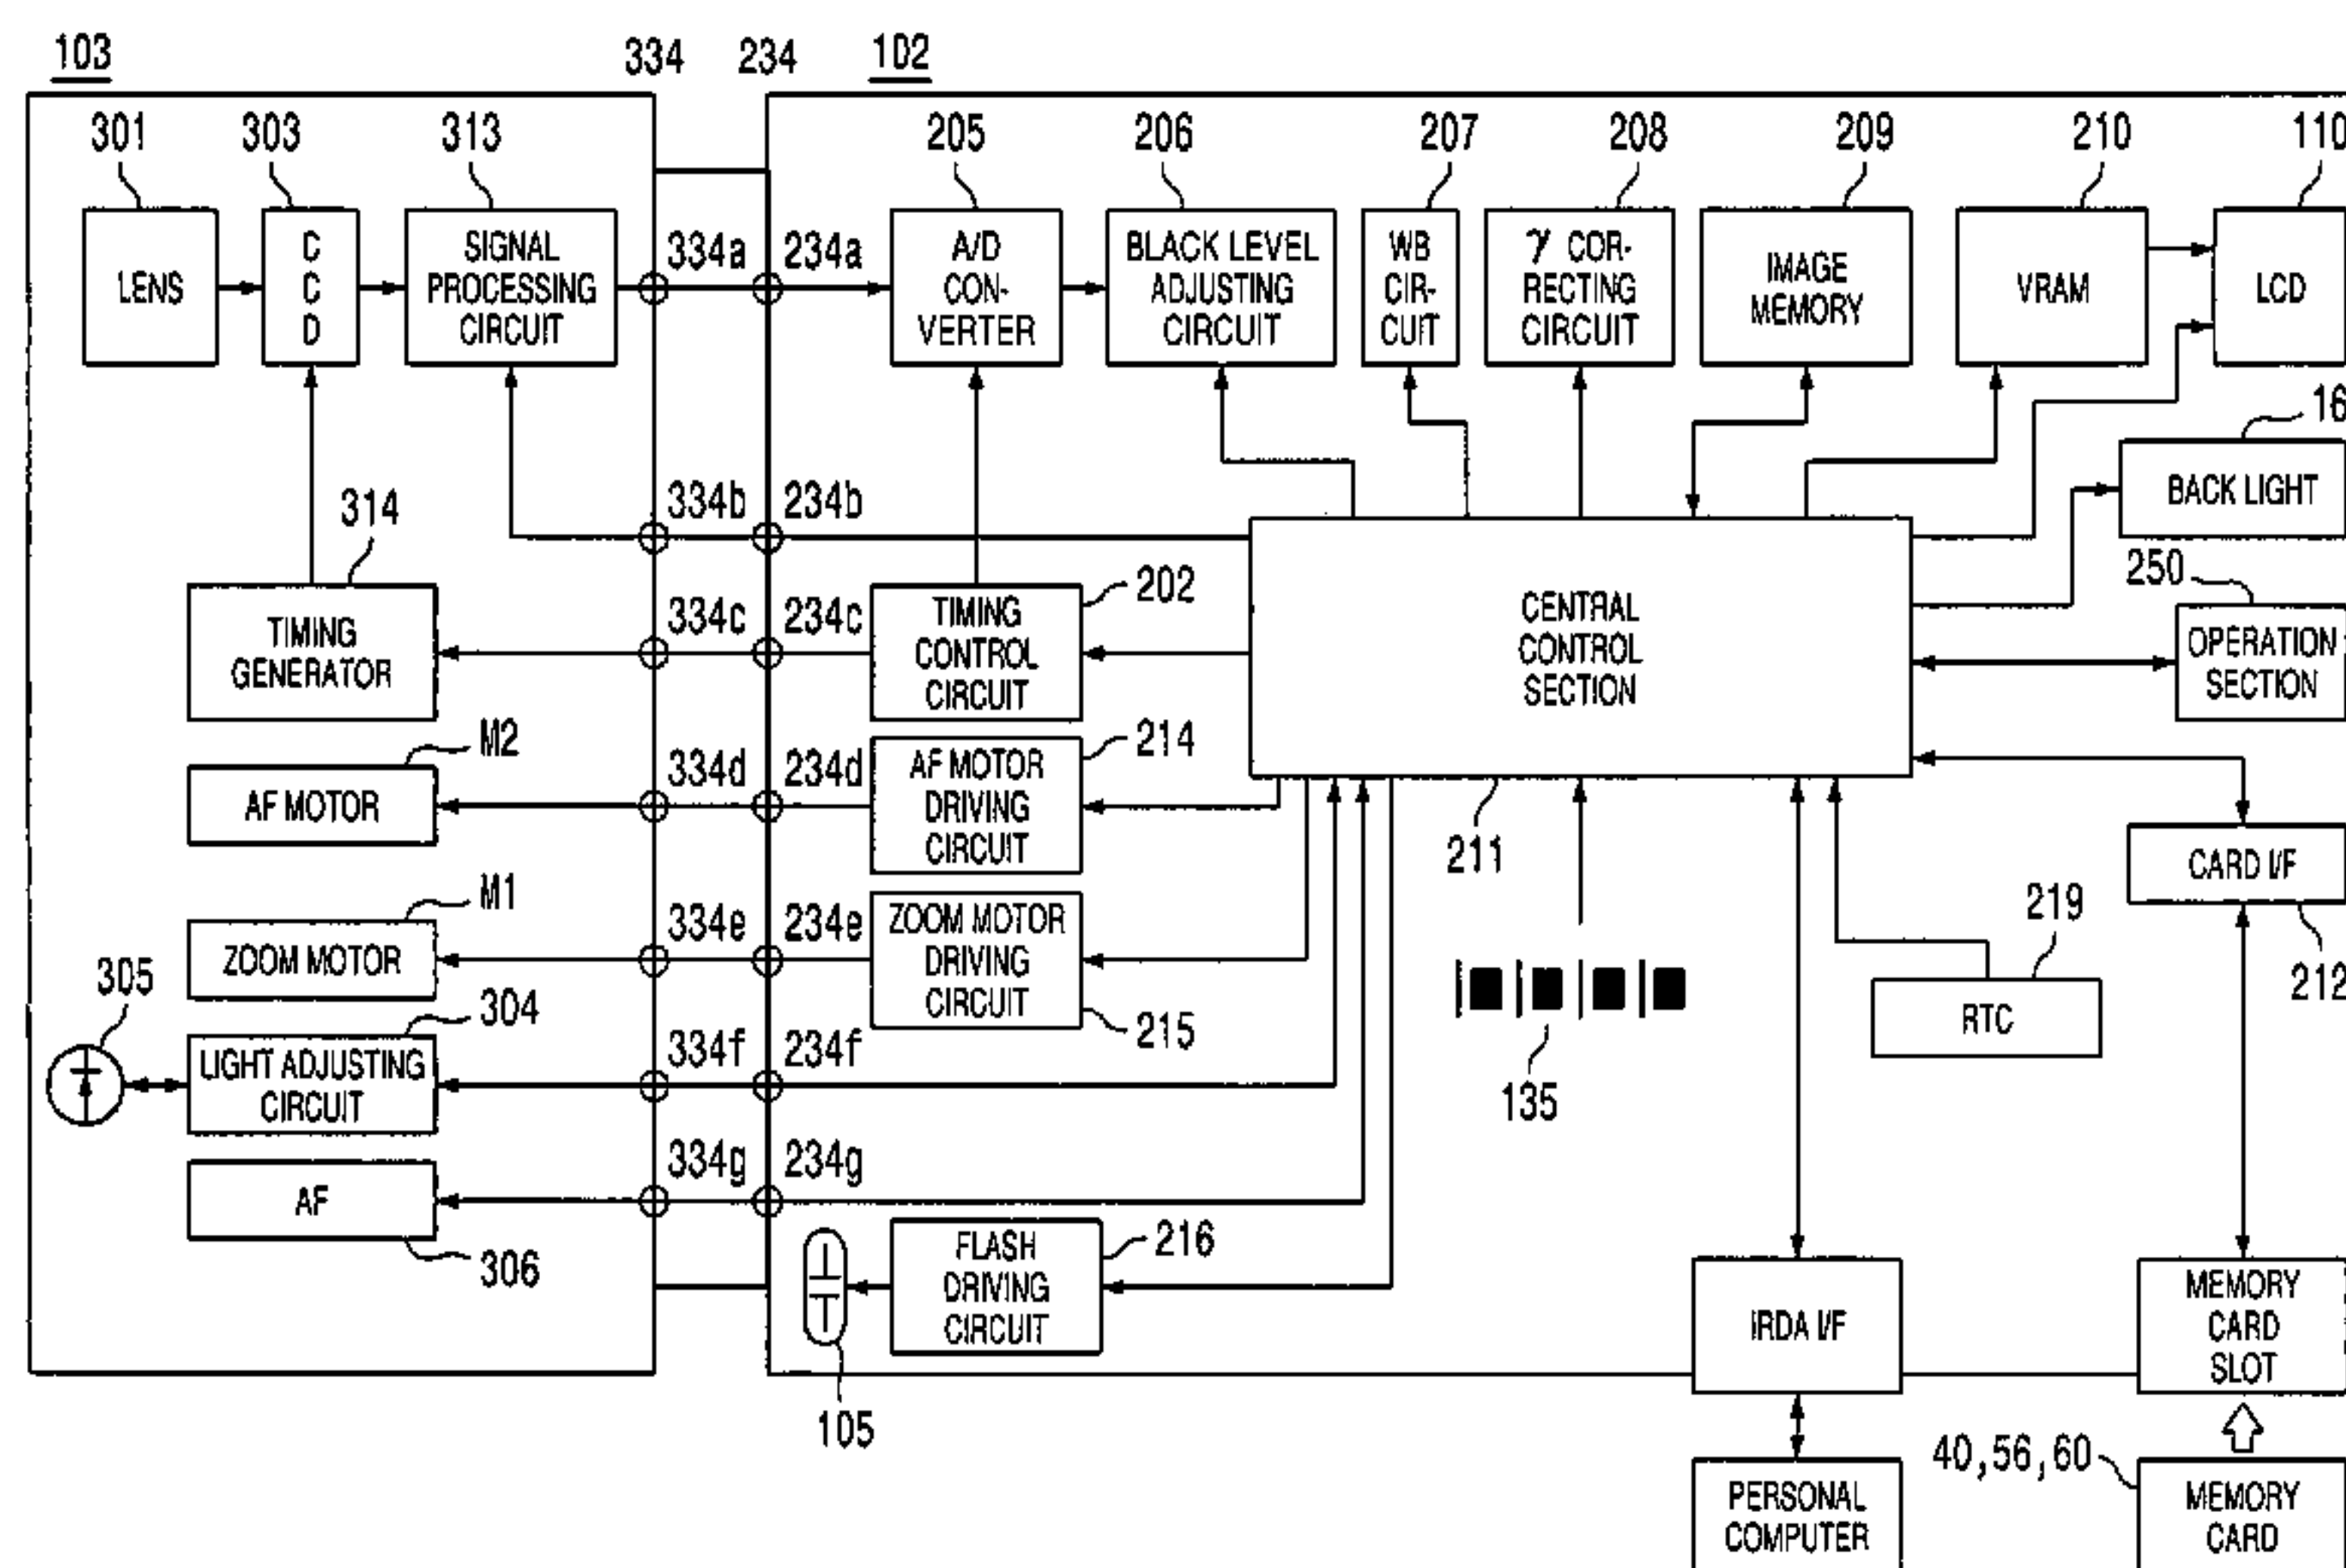 103
334
234
102
301
303
313
205
206
207
208
209
210
110
LENS
C
C
D
SIGNAL
PROCESSING
CIRCUIT
334a
234a
A/D
CON-
VERTER
BLACK LEVEL
ADJUSTING
CIRCUIT
WB
CIR-
CUIT
γ COR-
RECTING
CIRCUIT
IMAGE
MEMORY
VRAM
LCD
16
BACK LIGHT
314
334b
234b
250
TIMING
GENERATOR
334c
234c
TIMING
CONTROL
CIRCUIT
202
CENTRAL
CONTROL
SECTION
OPERATION
SECTION
M2
AF MOTOR
334d
234d
AF MOTOR
DRIVING
CIRCUIT
214
211
CARD I/F
212
M1
ZOOM MOTOR
334e
234e
ZOOM MOTOR
DRIVING
CIRCUIT
215
219
RTC
305
304
LIGHT ADJUSTING
CIRCUIT
334f
234f
135
AF
306
334g
234g
FLASH
DRIVING
CIRCUIT
216
105
IRDA I/F
MEMORY
CARD
SLOT
PERSONAL
COMPUTER
40,56,60
MEMORY
CARD